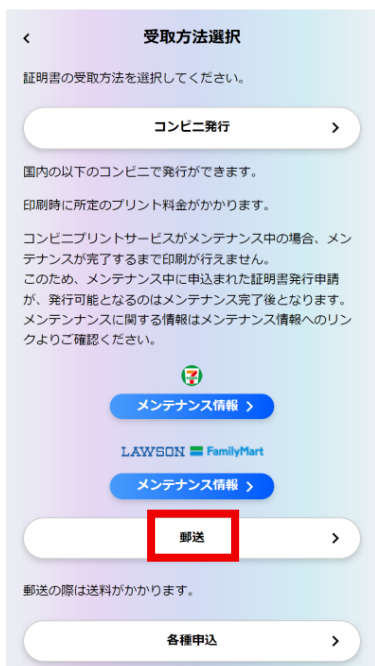 受取方法選択
証明書の受取方法を選択してください。
コンビニ発行
国内の以下のコンビニで発行ができます。
印刷時に所定のプリント料金がかかります。
コンビニプリントサービスがメンテナンス中の場合、メン
テナンスが完了するまで印刷が行えません。
このため、メンテナンス中に申込まれた証明書発行申請
が、発行可能となるのはメンテナンス完了後となります。
メンテンナンスに関する情報はメンテナンス情報へのリン
クよりご確認ください。
メンテナンス情報
LAWSON FamilyMart
メンテナンス情報
郵送
郵送の際は送料がかかります。
各種申込